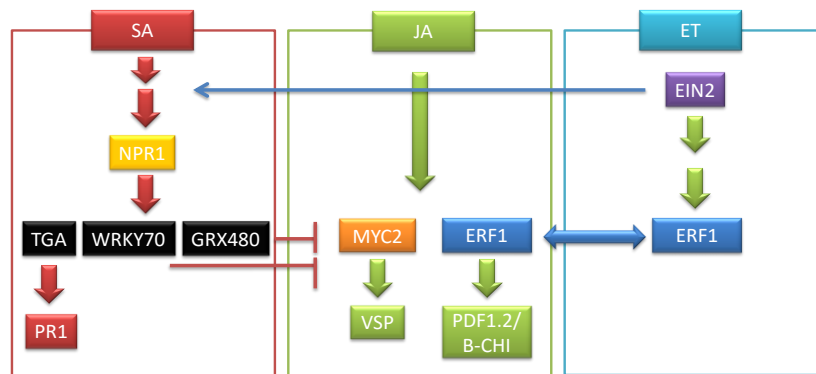 SA
JA
ET
EIN2
NPR1
TGA
WRKY70
GRX480
MYC2
ERF1
ERF1
PR1
VSP
PDF1.2/
B-CHI